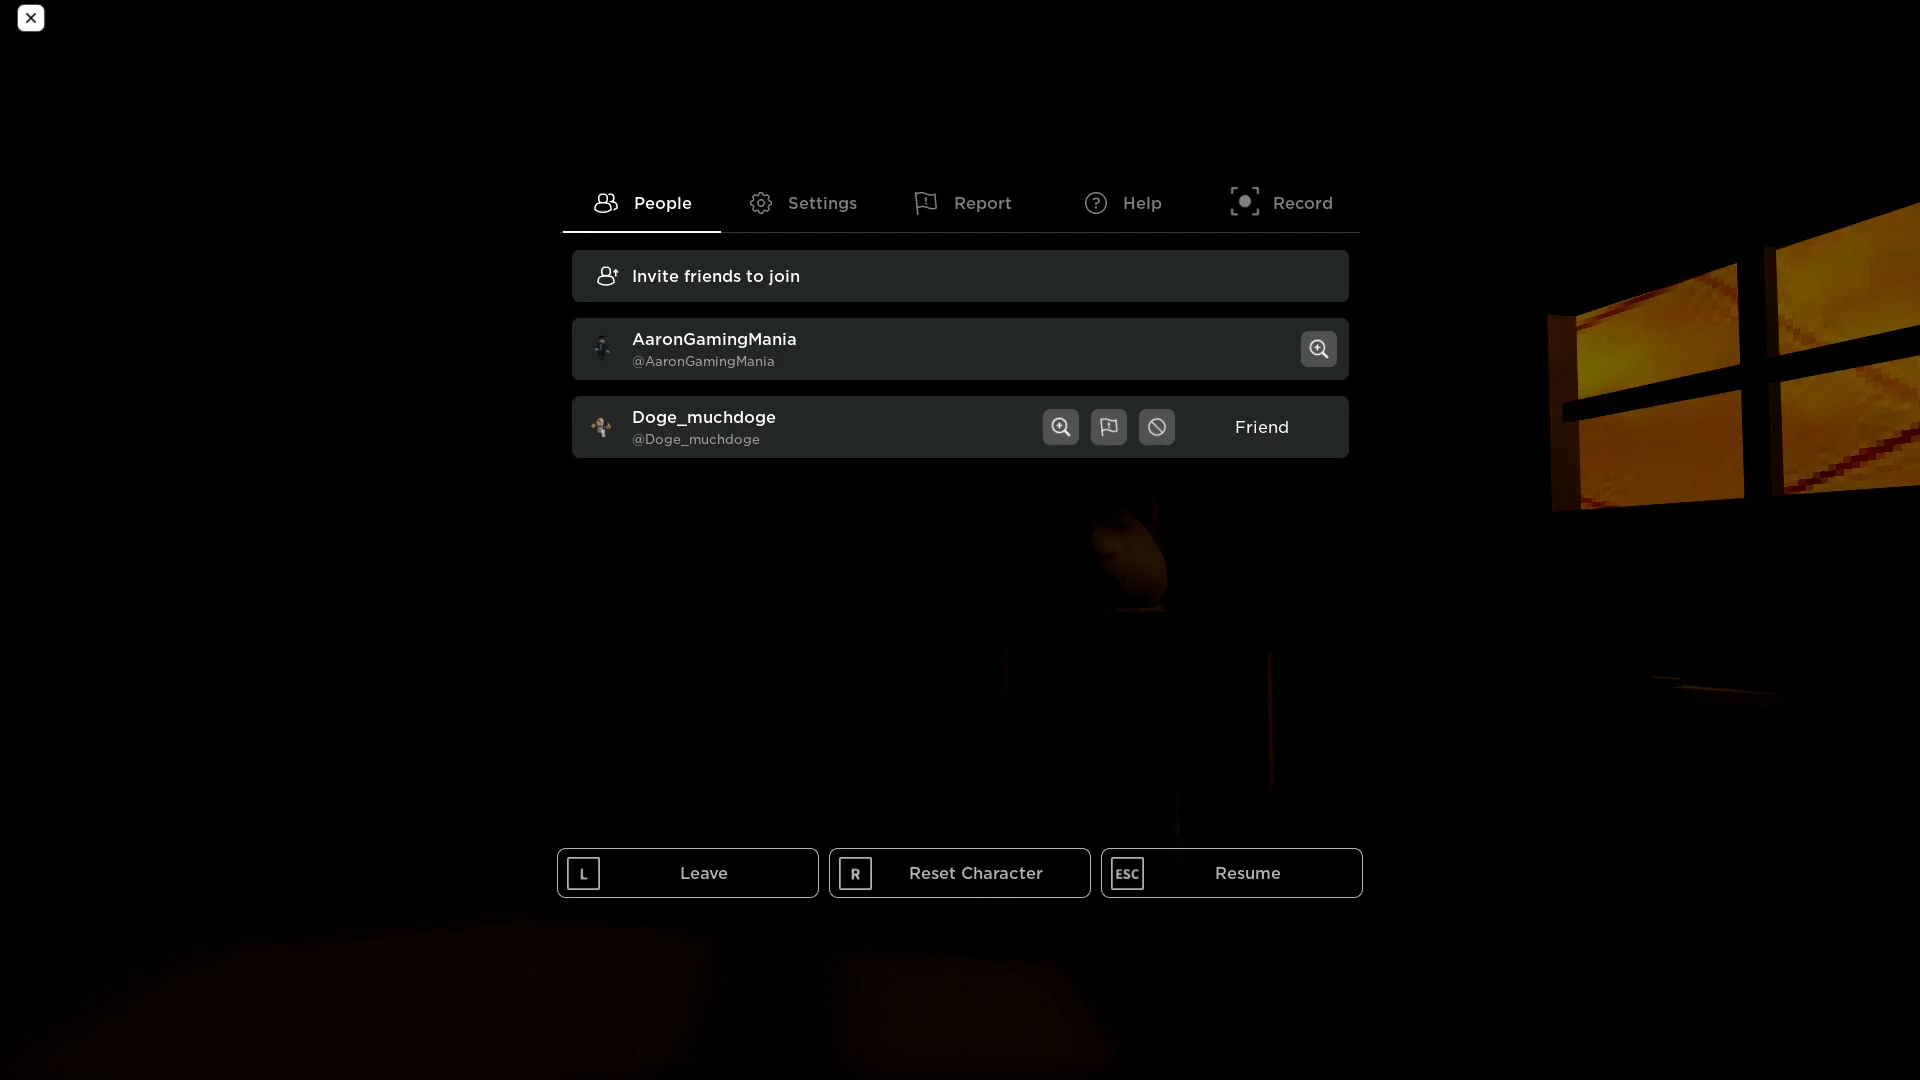 People
Settings
Report
Help
Record
Invite friends to join
AaronGamingMania
@AaronGamingMania
Doge_muchdoge
@Doge_muchdoge
Friend
L
Leave
R
Reset Character
ESC
Resume